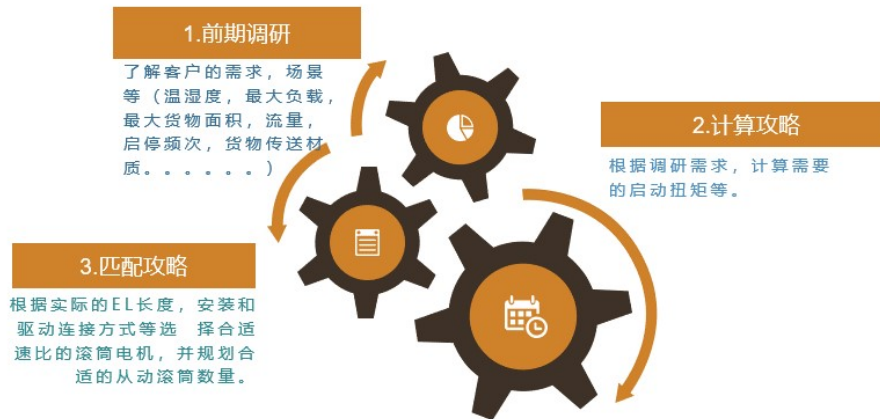 1.前期调研
了解客户的需求，场景
等（温湿度，最大负载，
最大货物面积，流量，
启停频次，货物传送材
质。。。。。。）
2.计算攻略
根据调研需求，计算需要
的启动扭矩等。
3.匹配攻略
根据实际的EL长度，安装和
驱动连接方式等选 择合适
速比的滚筒电机，并规划合
适的从动滚筒数量。